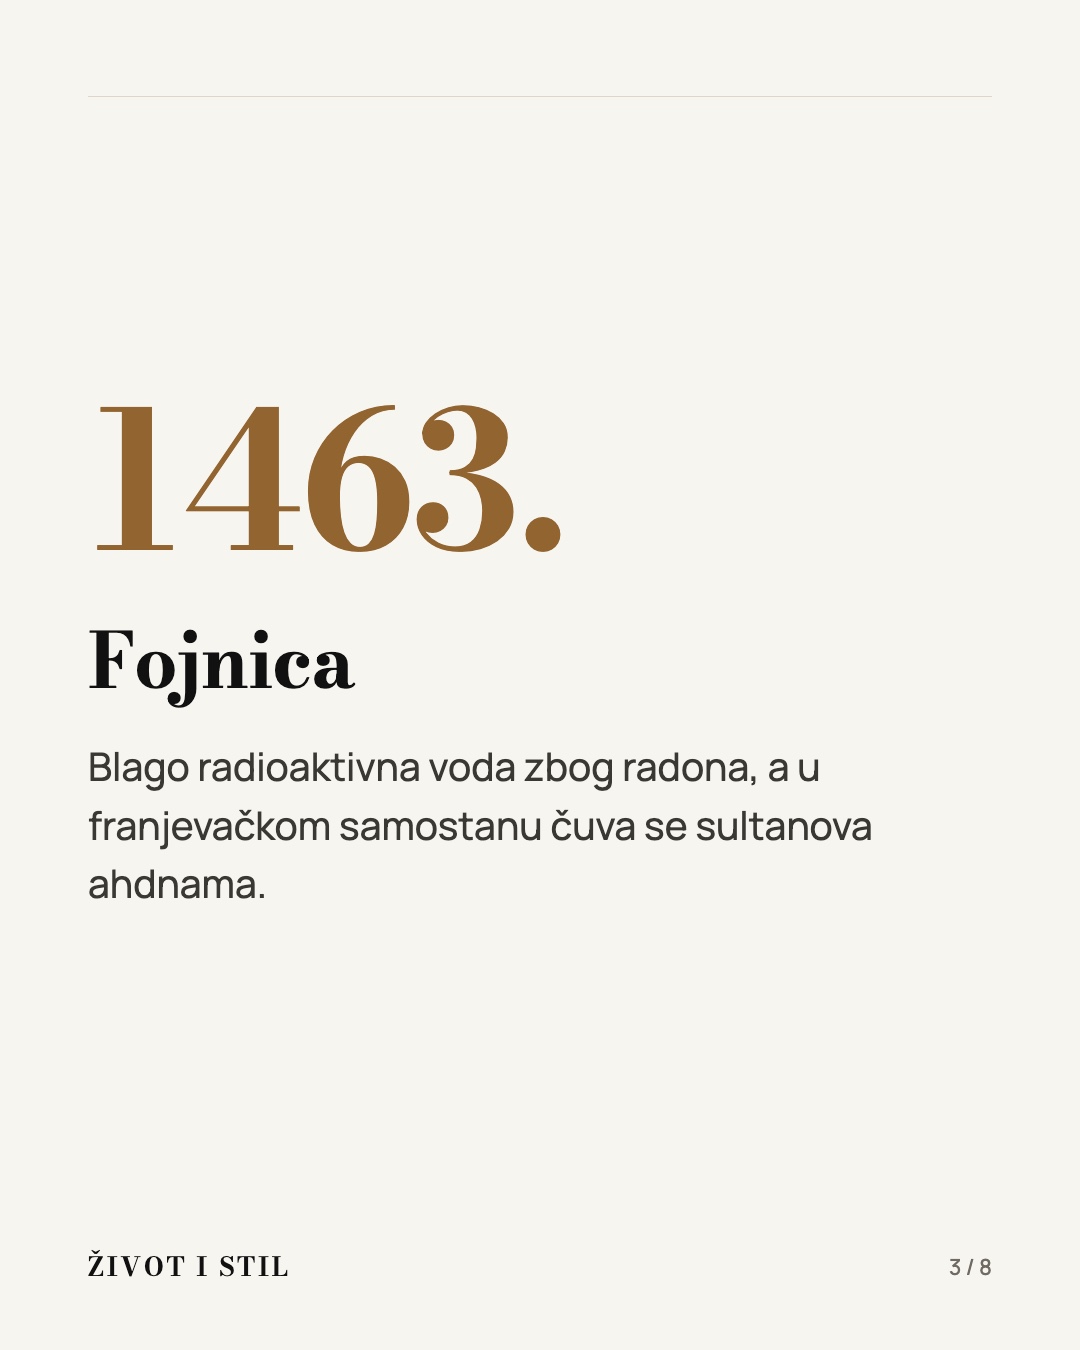 1463.
Fojnica
Blago radioaktivna voda zbog radona, a u
franjevačkom samostanu čuva se sultanova
ahdnama.
ŽIVOT I STIL
3 / 8